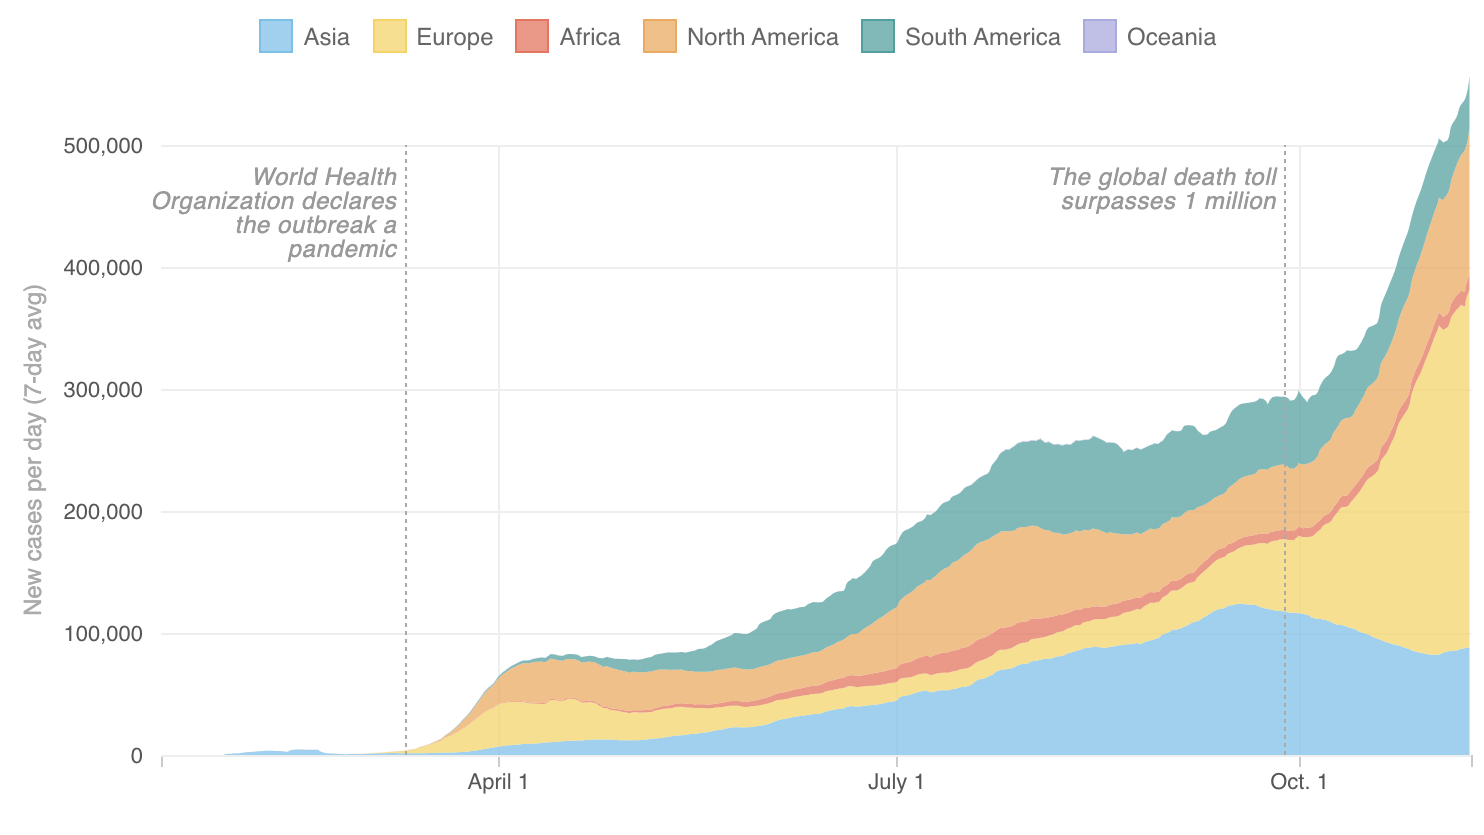 Asia Europe Africa North America South America Oceania
500,000
World Health
Organization declares
the outbreak a
pandemic
The global death toll
surpasses 1 million
400,000
300,000
200,000
100,000
0
New cases per day (7-day avg)
April 1 July 1 Oct. 1